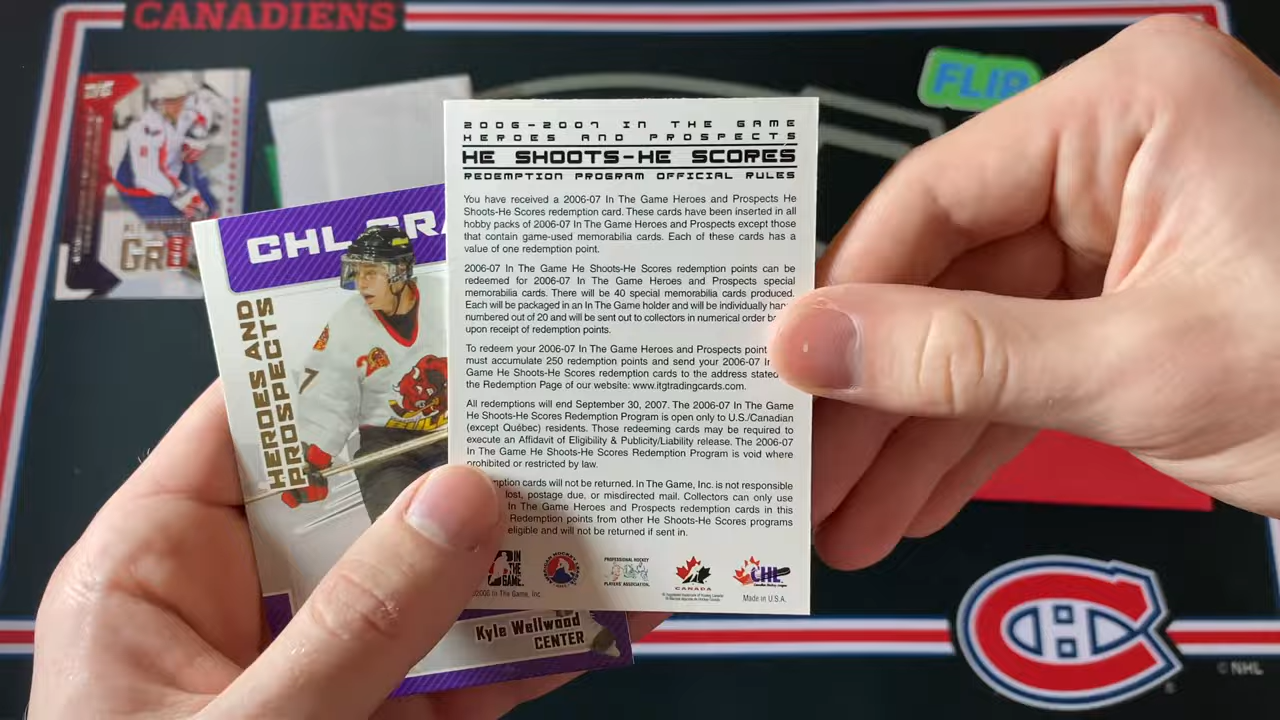 CANADIENS
FLIP
2006-2007 IN THE GAME
HEROES AND PROSPECTS
HE SHOOTS-HE SCORES
REDEMPTION PROGRAM OFFICIAL RULES
You have received a 2006-07 In The Game Heroes and Prospects He
Shoots-He Scores redemption card. These cards have been inserted in all
hobby packs of 2006-07 In The Game Heroes and Prospects except those
that contain game-used memorabilia cards. Each of these cards has a
value of one redemption point.
2006-07 In The Game He Shoots-He Scores redemption points can be
redeemed for 2006-07 In The Game Heroes and Prospects special
memorabilia cards. There will be 40 special memorabilia cards produced.
Each will be packaged in an In The Game holder and will be individually han
numbered out of 20 and will be sent out to collectors in numerical order ba
upon receipt of redemption points.
To redeem your 2006-07 In The Game Heroes and Prospects point
must accumulate 250 redemption points and send your 2006-07 In
Game He Shoots-He Scores redemption cards to the address stated
the Redemption Page of our website: www.itgtradingcards.com.
All redemptions will end September 30, 2007. The 2006-07 In The Game
He Shoots-He Scores Redemption Program is open only to U.S./Canadian
(except Québec) residents. Those redeeming cards may be required to
execute an Affidavit of Eligibility & Publicity/Liability release. The 2006-07
In The Game He Shoots-He Scores Redemption Program is void where
prohibited or restricted by law.
mption cards will not be returned. In The Game, Inc. is not responsible
lost, postage due, or misdirected mail. Collectors can only use
In The Game Heroes and Prospects redemption cards in this
Redemption points from other He Shoots-He Scores programs
eligible and will not be returned if sent in.
IN THE GAME.
PROFESSIONAL HOCKEY
PLAYERS' ASSOCIATION.
CANADA
CHL
©2006 In The Game, Inc.
Made in U.S.A.
CHL GRA
HEROES AND
PROSPECTS
7
BULLS
Kyle Wellwood
CENTER
© NHL